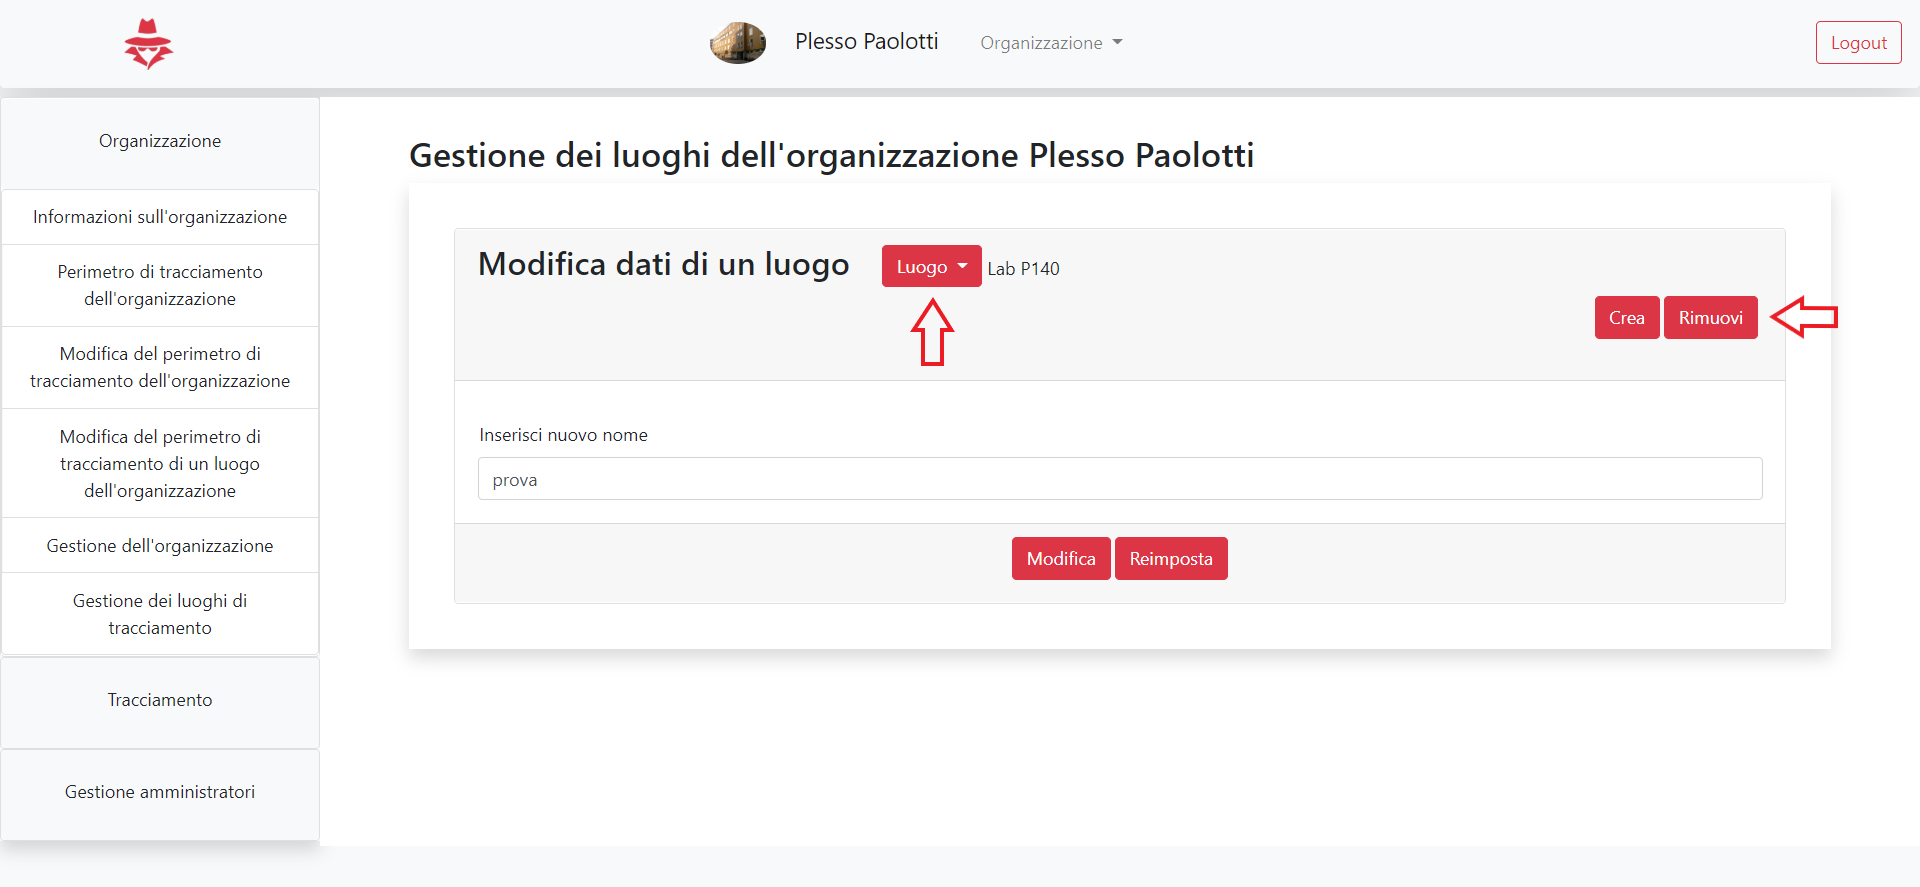 Plesso Paolotti
Organizzazione
Logout
Organizzazione
Informazioni sull'organizzazione
Perimetro di tracciamento
dell'organizzazione
Modifica del perimetro di
tracciamento dell'organizzazione
Modifica del perimetro di
tracciamento di un luogo
dell'organizzazione
Gestione dell'organizzazione
Gestione dei luoghi di
tracciamento
Tracciamento
Gestione amministratori
Gestione dei luoghi dell'organizzazione Plesso Paolotti
Modifica dati di un luogo
Luogo
Lab P140
Crea
Rimuovi
Inserisci nuovo nome
prova
Modifica
Reimposta